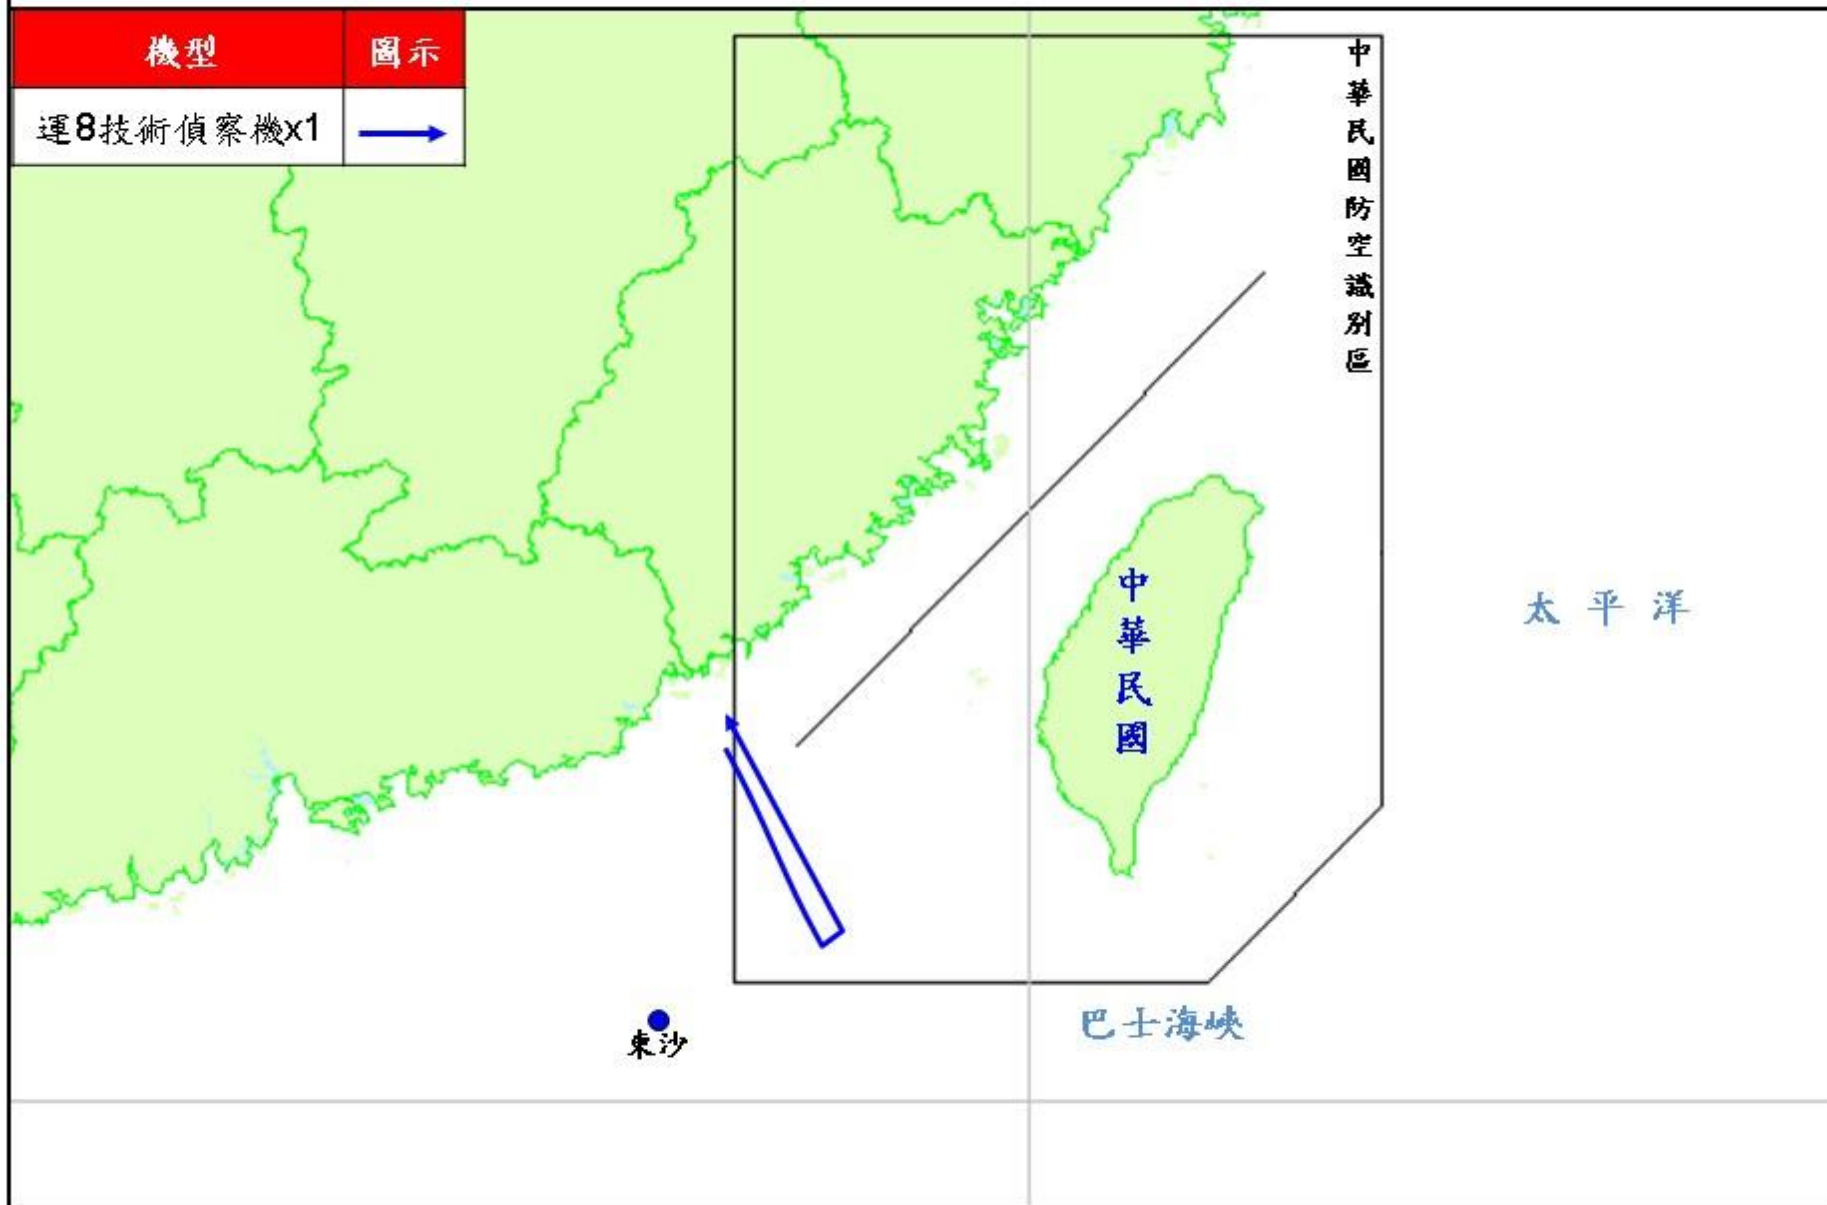 機型 圖示
運8技術偵察機x1
中華民國防空識別區
中華民國
太平洋
東沙
巴士海峽